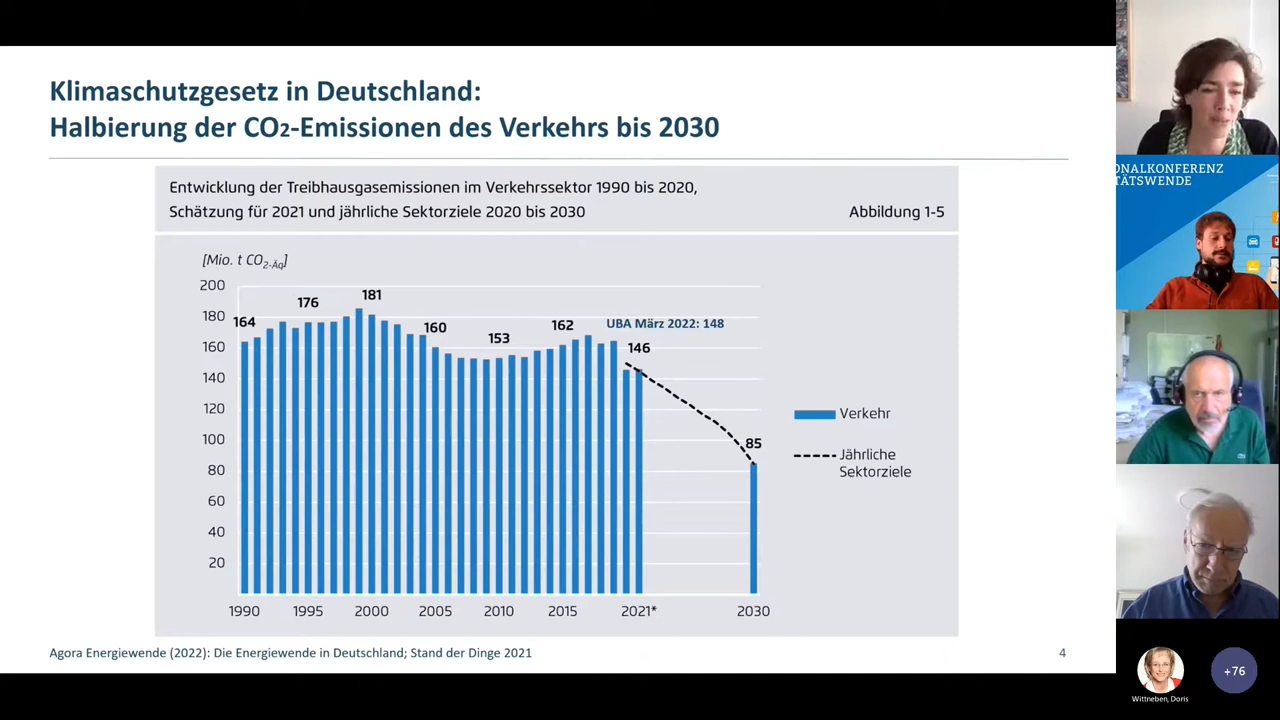 Klimaschutzgesetz in Deutschland:
Halbierung der CO₂-Emissionen des Verkehrs bis 2030
Entwicklung der Treibhausgasemissionen im Verkehrssektor 1990 bis 2020,
Schätzung für 2021 und jährliche Sektorziele 2020 bis 2030
Abbildung 1-5
[Mio. t CO₂-Äq]
200
180
160
140
120
100
80
60
40
20
164
176
181
160
153
162
UBA März 2022: 148
146
85
1990
1995
2000
2005
2010
2015
2021*
2030
Verkehr
Jährliche
Sektorziele
Agora Energiewende (2022): Die Energiewende in Deutschland; Stand der Dinge 2021
4
ONALKONFERENZ
TÄTSWENDE
Wittneben, Doris
+76